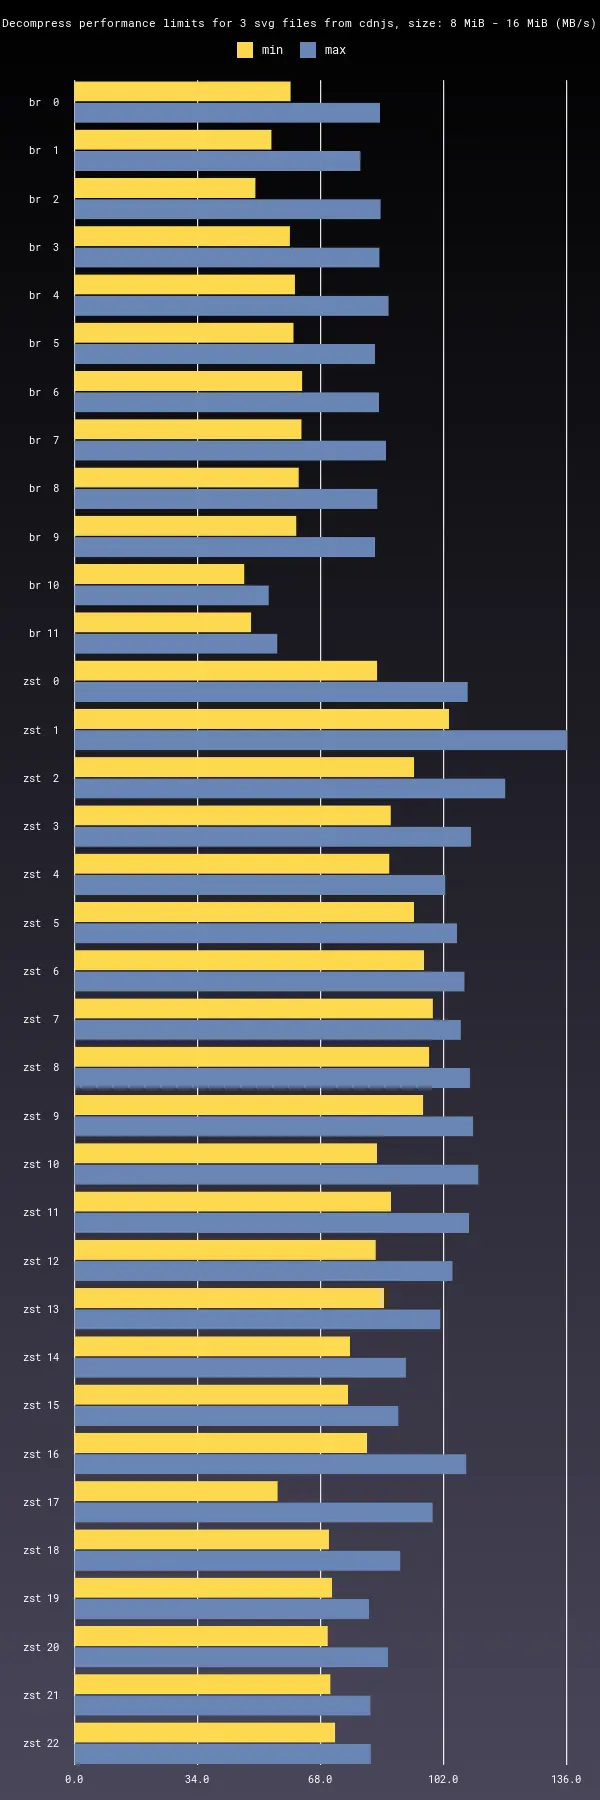 Decompress performance limits for 3 svg files from cdnjs, size: 8 MiB - 16 MiB (MB/s)
min max
br 0
br 1
br 2
br 3
br 4
br 5
br 6
br 7
br 8
br 9
br 10
br 11
zst 0
zst 1
zst 2
zst 3
zst 4
zst 5
zst 6
zst 7
zst 8
zst 9
zst 10
zst 11
zst 12
zst 13
zst 14
zst 15
zst 16
zst 17
zst 18
zst 19
zst 20
zst 21
zst 22
0.0 34.0 68.0 102.0 136.0